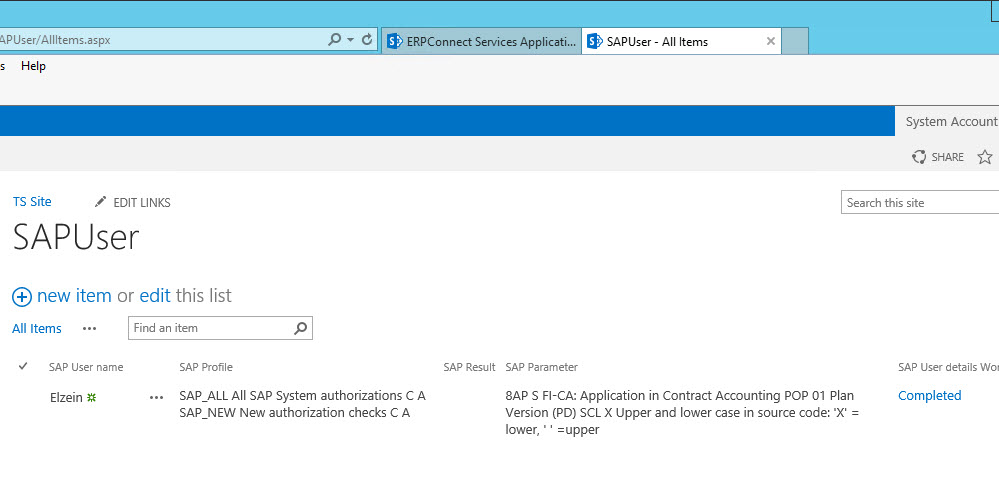 APUser/AllItems.aspx
ERPConnect Services Applicati...
SAPUser - All Items
s Help
System Account
SHARE
TS Site
EDIT LINKS
Search this site
SAPUser
new item or edit this list
All Items
Find an item
SAP User name
SAP Profile
SAP Result
SAP Parameter
SAP User details Wor
Elzein
SAP_ALL All SAP System authorizations C A
SAP_NEW New authorization checks C A
8AP S FI-CA: Application in Contract Accounting POP 01 Plan
Version (PD) SCL X Upper and lower case in source code: 'X' =
lower, ' ' =upper
Completed